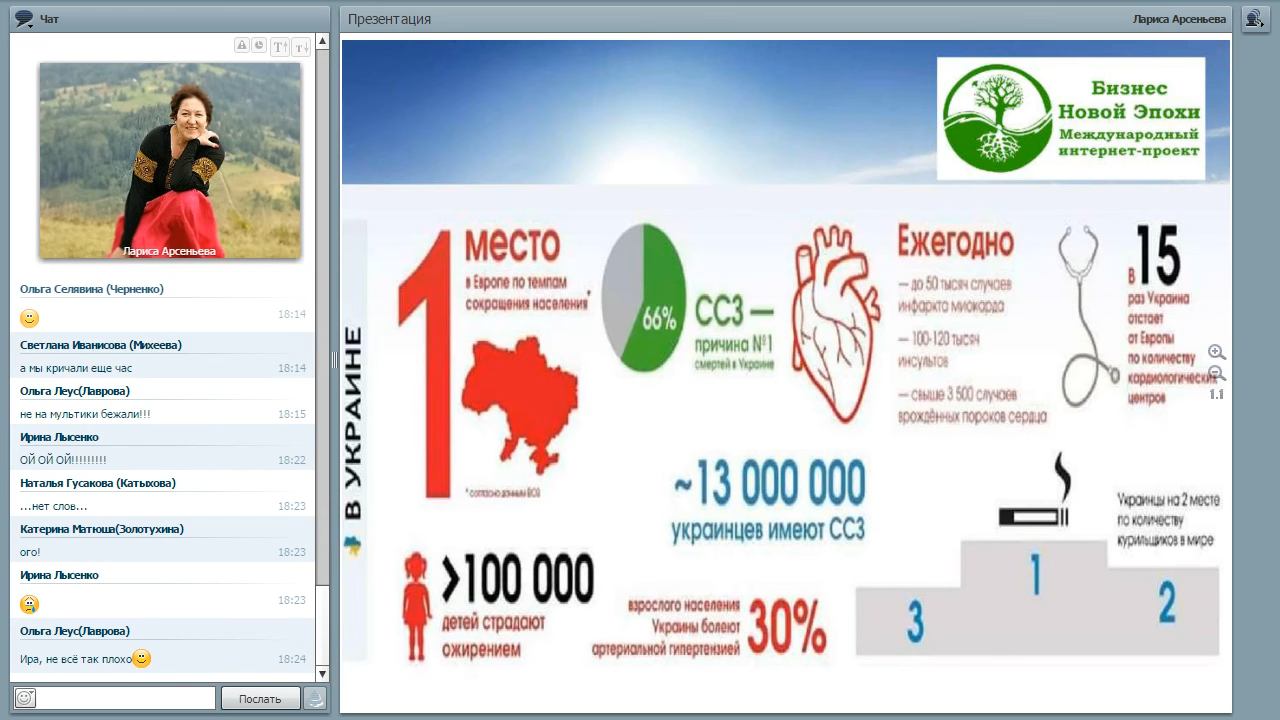 Чат
Лариса Арсеньева
Ольга Селявина (Черненко)
18:14
Светлана Иванисова (Михеева)
а мы кричали еще час
18:14
Ольга Леус(Лаврова)
не на мультики бежали!!!
18:15
Ирина Лысенко
ОЙ ОЙ ОЙ!!!!!!!!!
18:22
Наталья Гусакова (Катыхова)
...нет слов...
18:23
Катерина Матюша(Золотухина)
ого!
18:23
Ирина Лысенко
18:23
Ольга Леус(Лаврова)
Ира, не всё так плохо
18:24
Послать
Презентация
Лариса Арсеньева
Бизнес
Новой Эпохи
Международный
интернет-проект
В УКРАИНЕ
1 место
в Европе по темпам
сокращения населения*
* согласно данным ВОЗ
66%
ССЗ —
причина №1
смертей в Украине
Ежегодно
— до 50 тысяч случаев
инфаркта миокарда
— 100-120 тысяч
инсультов
— свыше 3 500 случаев
врождённых пороков сердца
в 15
раз Украина
отстает
от Европы
по количеству
кардиологических
центров
1.1
~13 000 000
украинцев имеют ССЗ
>100 000
детей страдают
ожирением
взрослого населения
Украины болеют
артериальной гипертензией
30%
Украинцы на 2 месте
по количеству
курильщиков в мире
1
2
3